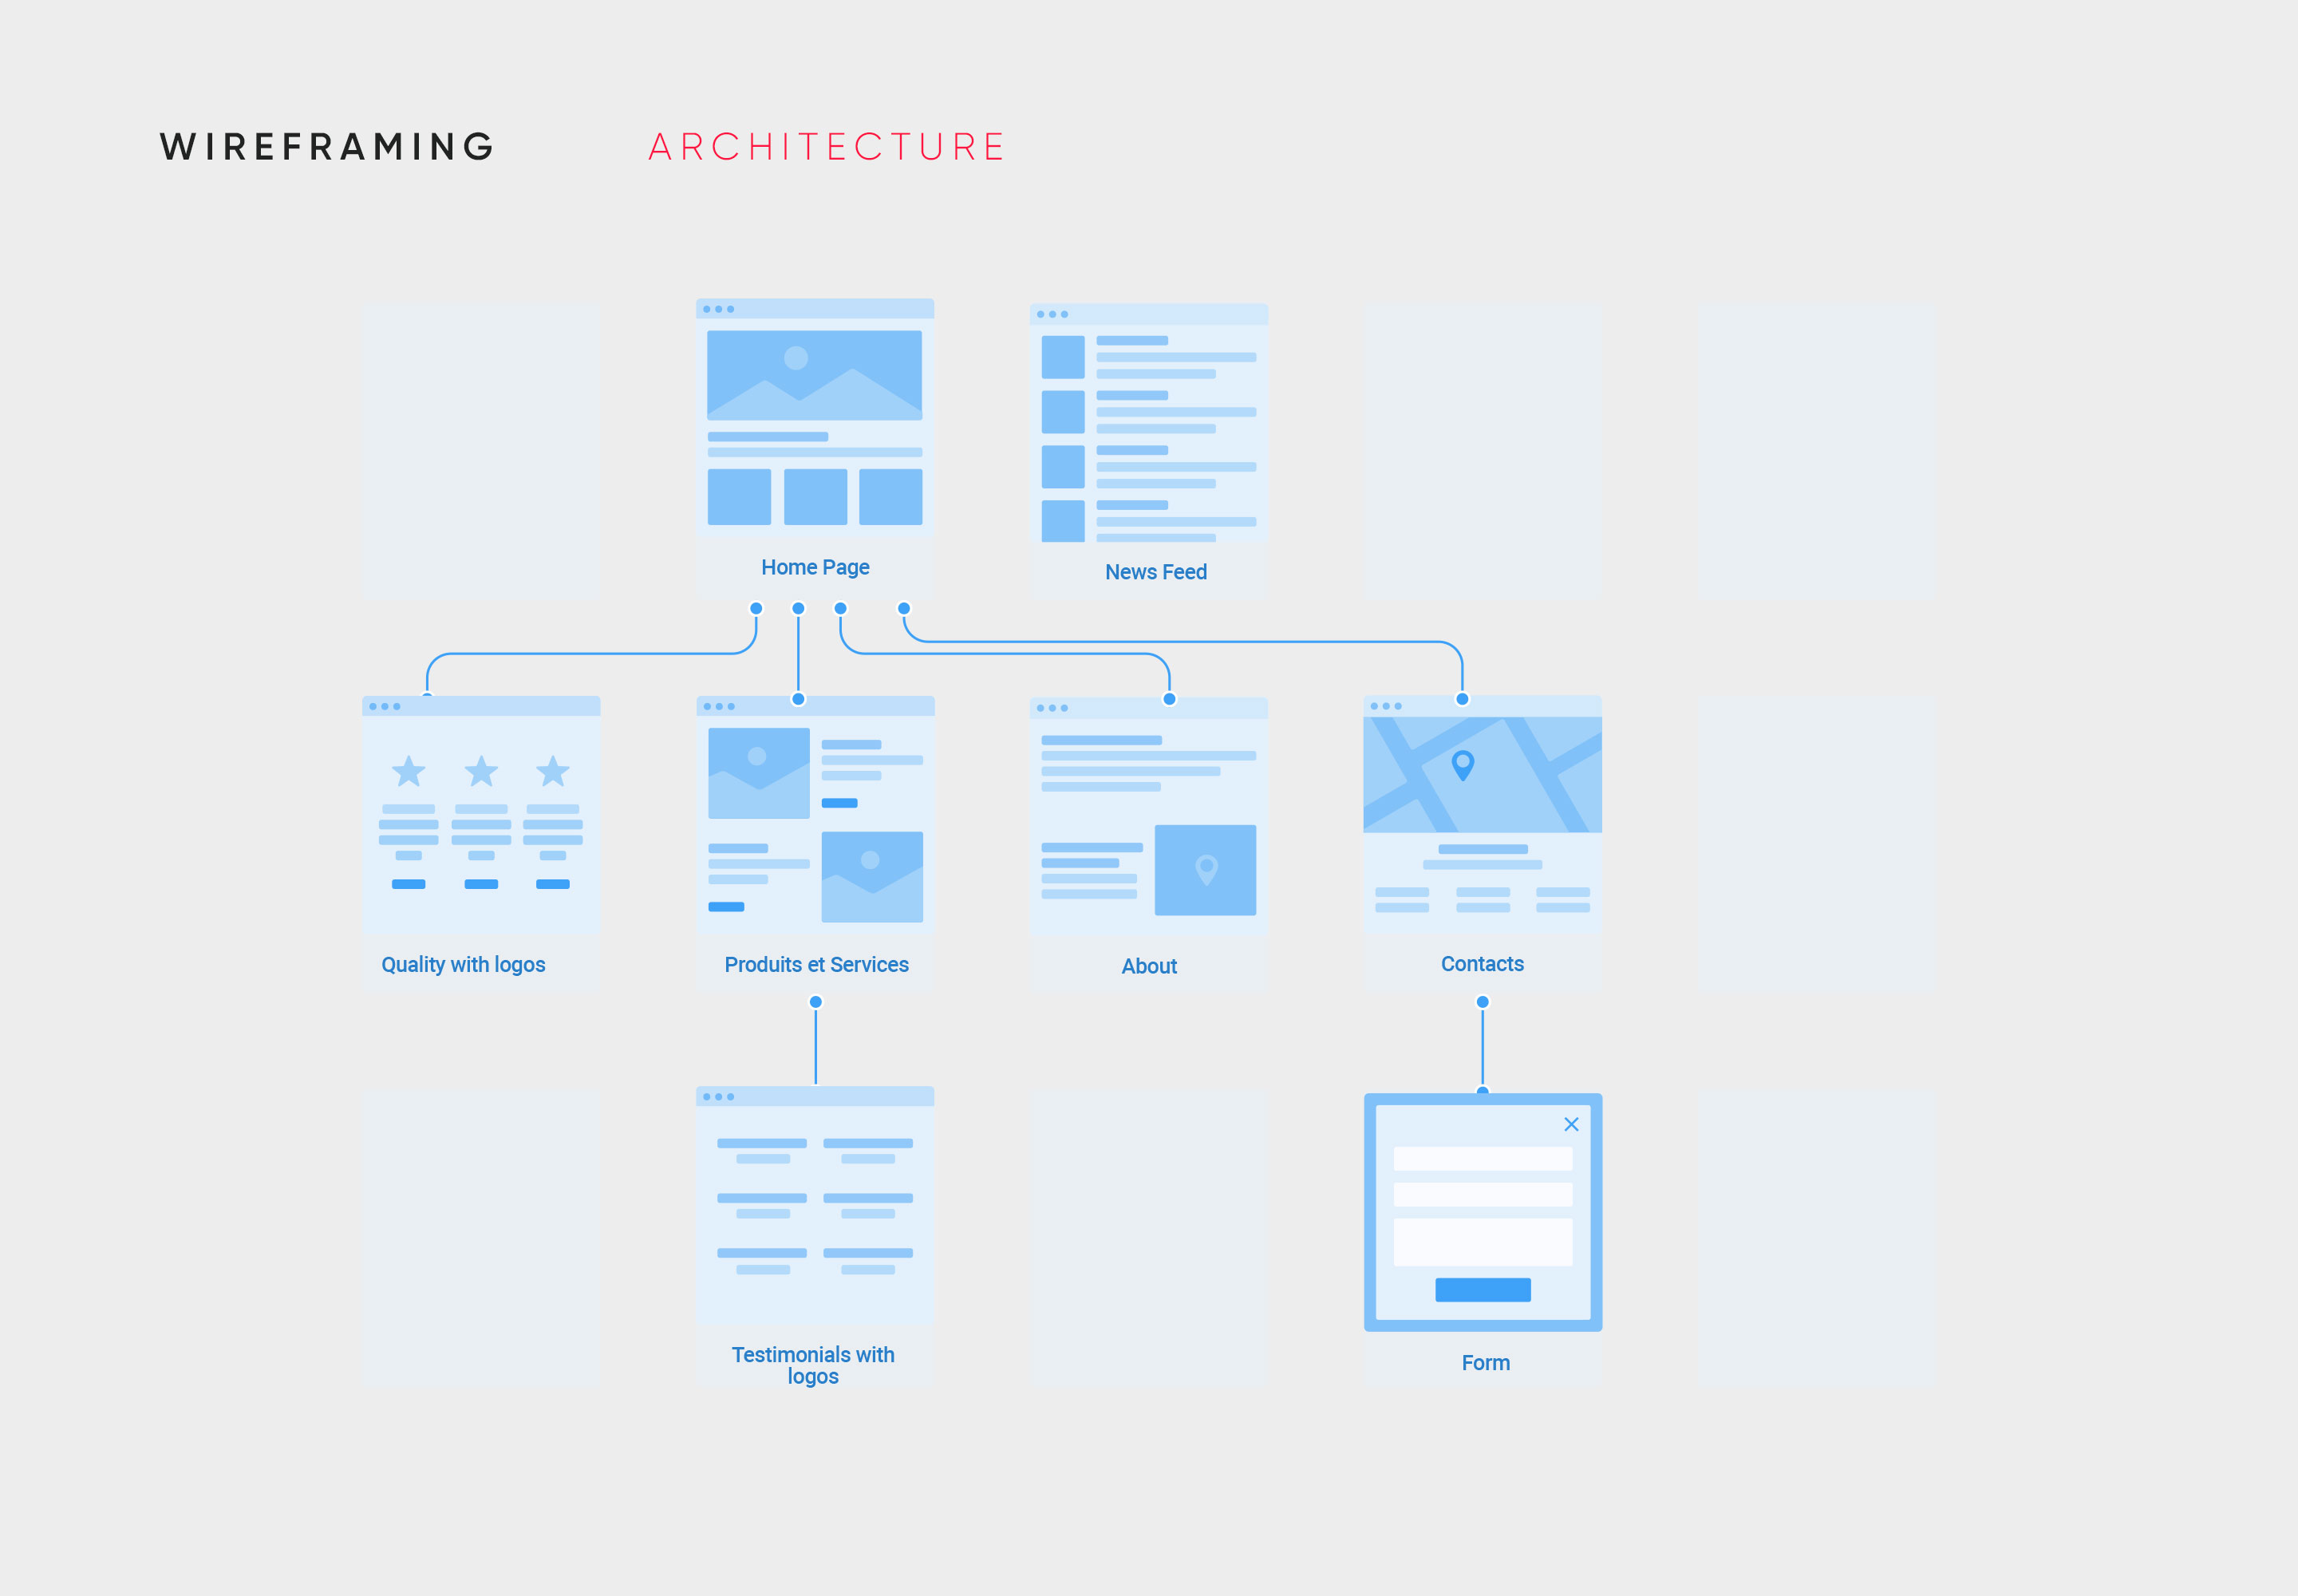 WIREFRAMING
ARCHITECTURE
Home Page
News Feed
Quality with logos
Produits et Services
About
Contacts
Testimonials with
logos
Form